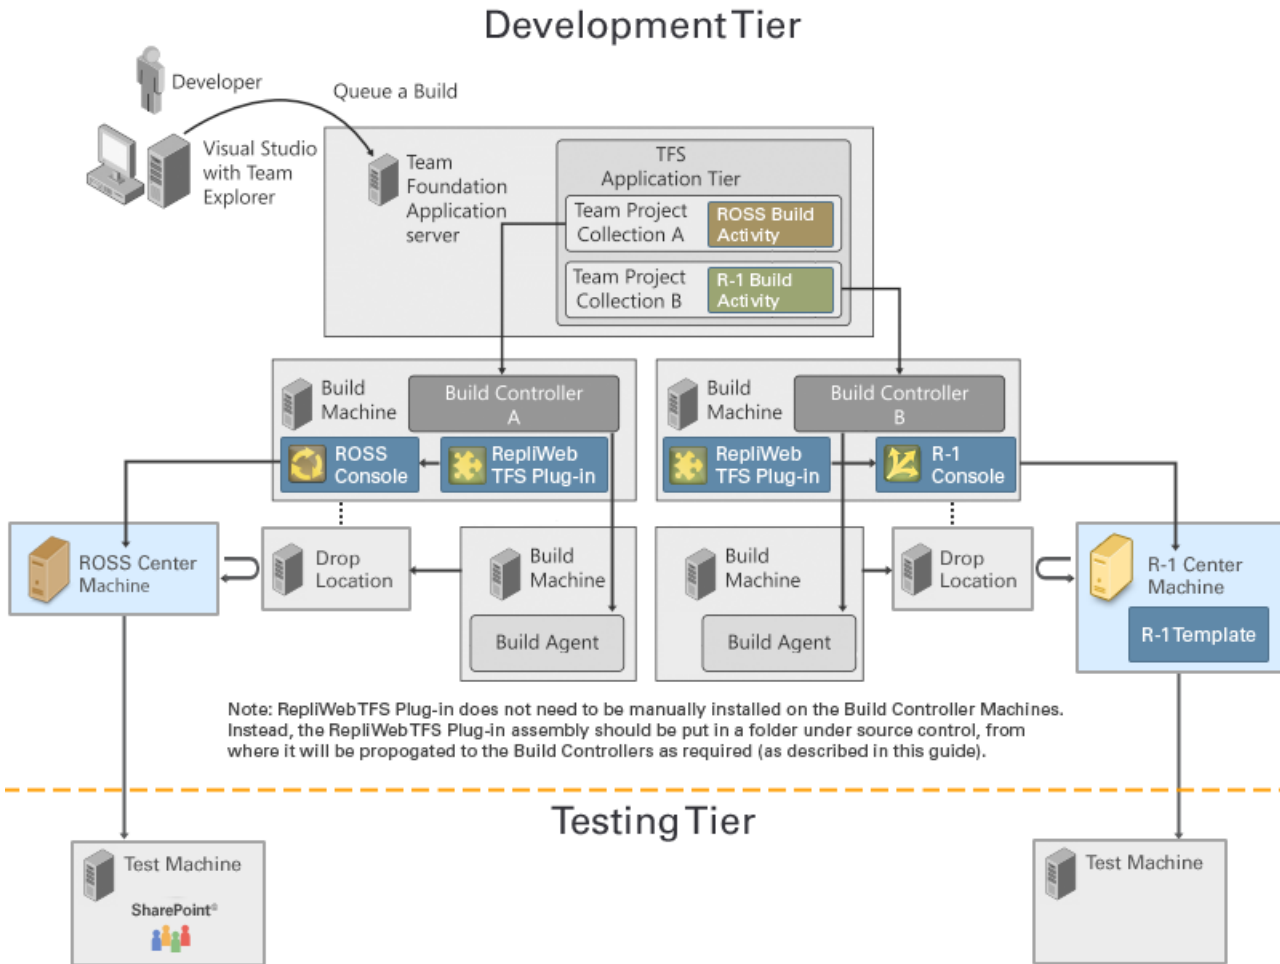 Development Tier
Developer
Queue a Build
Visual Studio
with Team
Explorer
Team
Foundation
Application
server
TFS
Application Tier
Team Project
Collection A
ROSS Build
Activity
Team Project
Collection B
R-1 Build
Activity
Build
Machine
Build Controller
A
ROSS
Console
RepliWeb
TFS Plug-in
Build
Machine
Build Controller
B
RepliWeb
TFS Plug-in
R-1
Console
ROSS Center
Machine
Drop
Location
Build
Machine
Build Agent
Build
Machine
Build Agent
Drop
Location
R-1 Center
Machine
R-1 Template
Note: RepliWeb TFS Plug-in does not need to be manually installed on the Build Controller Machines.
Instead, the RepliWeb TFS Plug-in assembly should be put in a folder under source control, from
where it will be propogated to the Build Controllers as required (as described in this guide).
Testing Tier
Test Machine
SharePoint®
Test Machine